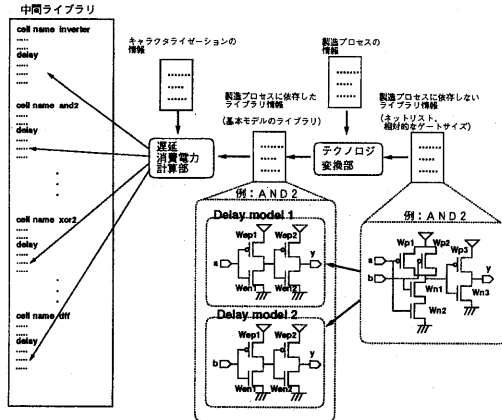 中間ライブラリ
cell name inverter
.....
delay
.....
.....
.....
cell name and2
.....
delay
.....
.....
cell name xor2
.....
delay
.....
.....
cell name dff
.....
delay
.....
.....
キャラクタライゼーションの
情報
製造プロセスの
情報
製造プロセスに依存した
ライブラリ情報
(基本モデルのライブラリ)
製造プロセスに依存しない
ライブラリ情報
(ネットリスト、
相対的なゲートサイズ)
遅延
消費電力
計算部
テクノロジ
変換部
例：AND2
Delay model 1
Wep1
Wep2
a
y
Wen1
Wen2
Delay model 2
Wep1
Wep2
b
y
Wen1
Wen2
例：AND2
Wp1
Wp2
Wp3
a
b
y
Wn1
Wn3
Wn2